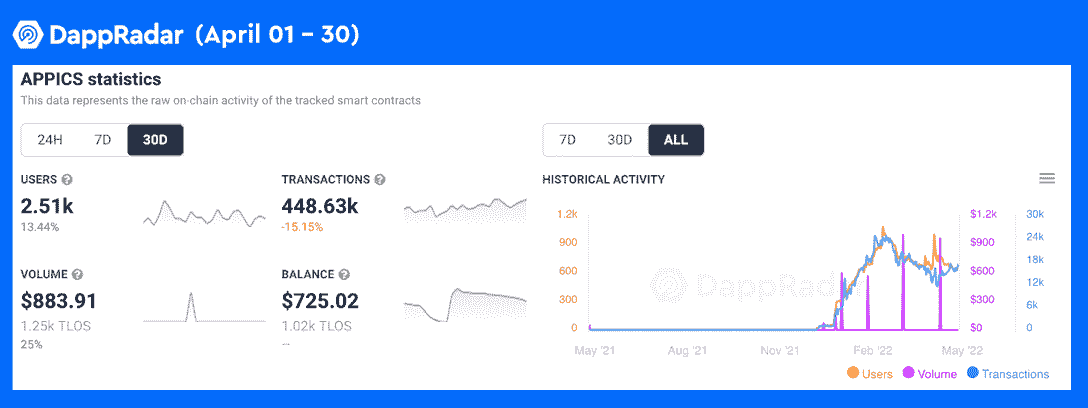 DappRadar (April 01 – 30)
APPICS statistics
This data represents the raw on-chain activity of the tracked smart contracts
24H 7D 30D
7D 30D ALL
USERS
2.51k
13.44%
TRANSACTIONS
448.63k
-15.15%
VOLUME
$883.91
1.25k TLOS
25%
BALANCE
$725.02
1.02k TLOS
--
HISTORICAL ACTIVITY
1.2k
900
600
300
0
$1.2k
$900
$600
$300
$0
30k
24k
18k
12k
6k
0
DappRadar
May '21 Aug '21 Nov '21 Feb '22 May '22
Users Volume Transactions